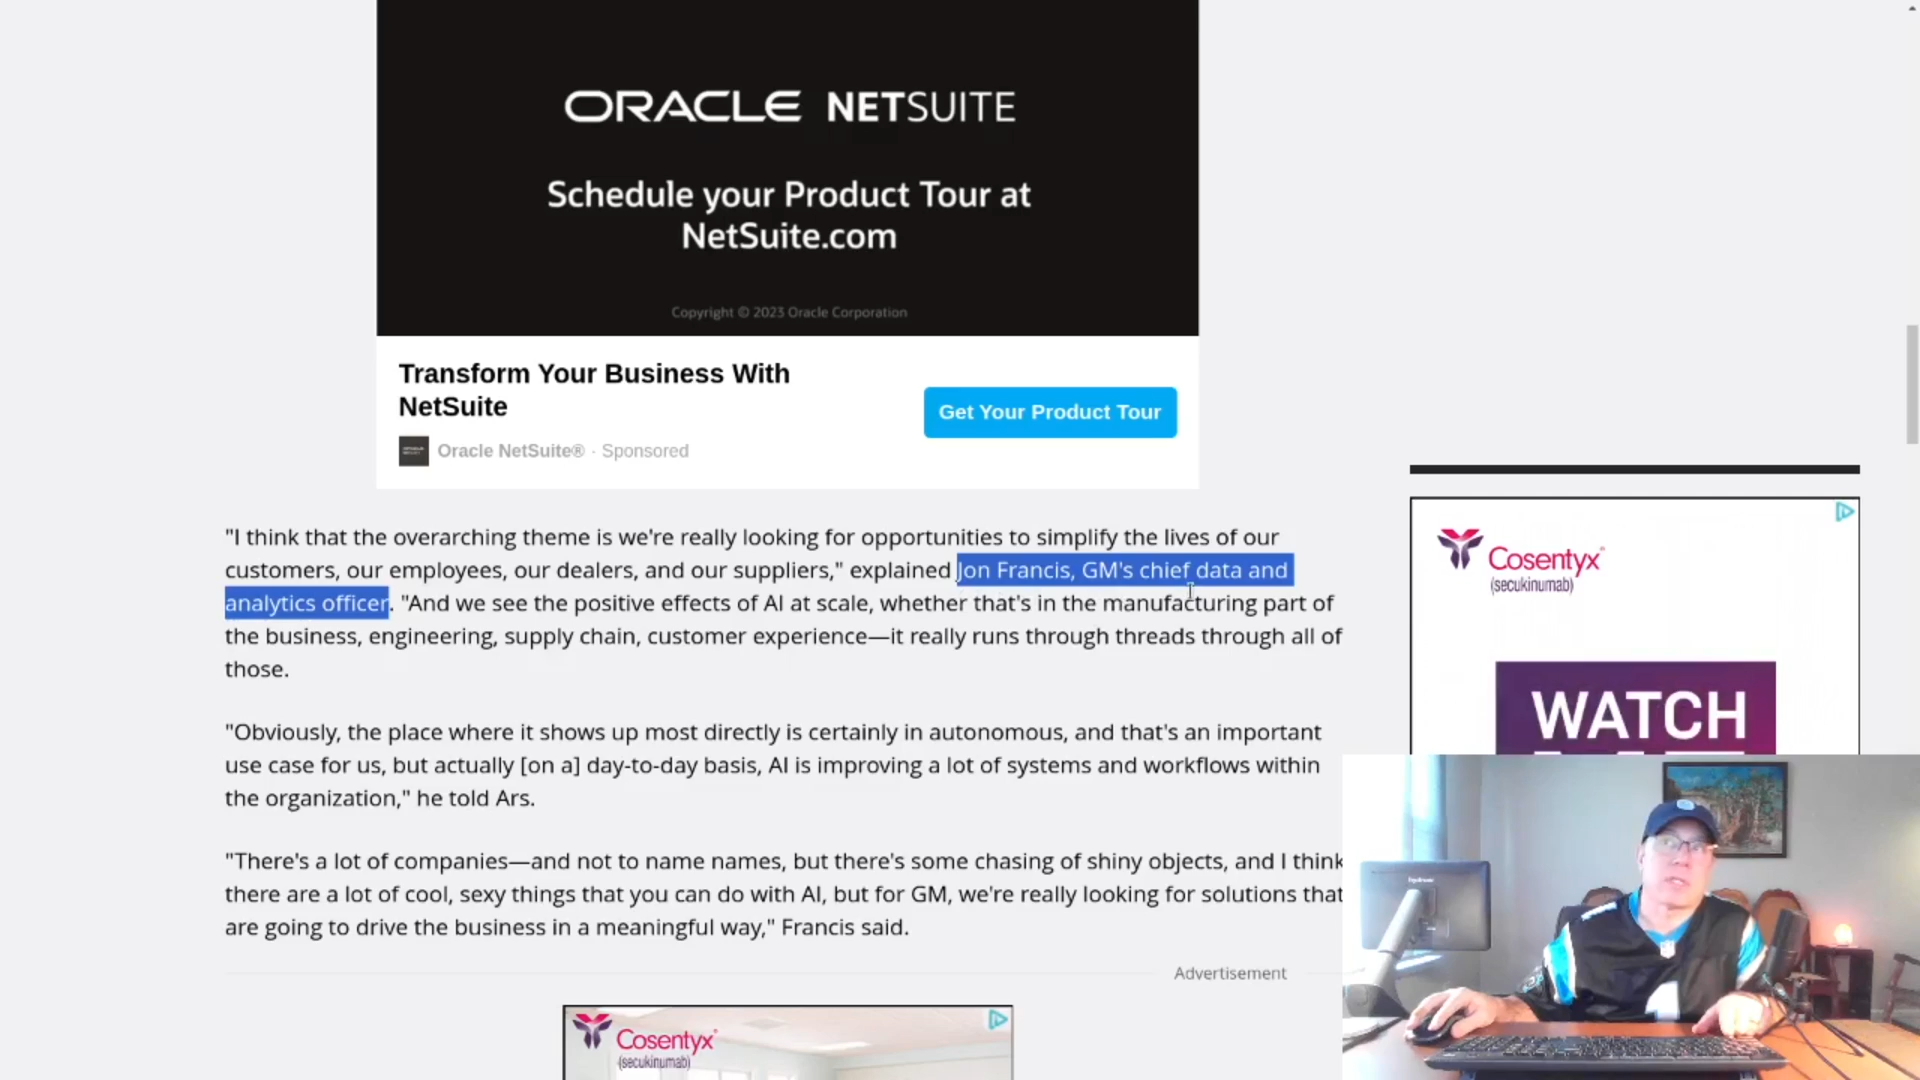 ORACLE NETSUITE
Schedule your Product Tour at
NetSuite.com
Copyright © 2023 Oracle Corporation
Transform Your Business With
NetSuite
Get Your Product Tour
Oracle NetSuite® · Sponsored
"I think that the overarching theme is we're really looking for opportunities to simplify the lives of our
customers, our employees, our dealers, and our suppliers," explained Jon Francis, GM's chief data and
analytics officer. "And we see the positive effects of AI at scale, whether that's in the manufacturing part of
the business, engineering, supply chain, customer experience—it really runs through threads through all of
those.
"Obviously, the place where it shows up most directly is certainly in autonomous, and that's an important
use case for us, but actually [on a] day-to-day basis, AI is improving a lot of systems and workflows within
the organization," he told Ars.
"There's a lot of companies—and not to name names, but there's some chasing of shiny objects, and I think
there are a lot of cool, sexy things that you can do with AI, but for GM, we're really looking for solutions that
are going to drive the business in a meaningful way," Francis said.
Advertisement
Cosentyx®
(secukinumab)
Cosentyx®
(secukinumab)
WATCH